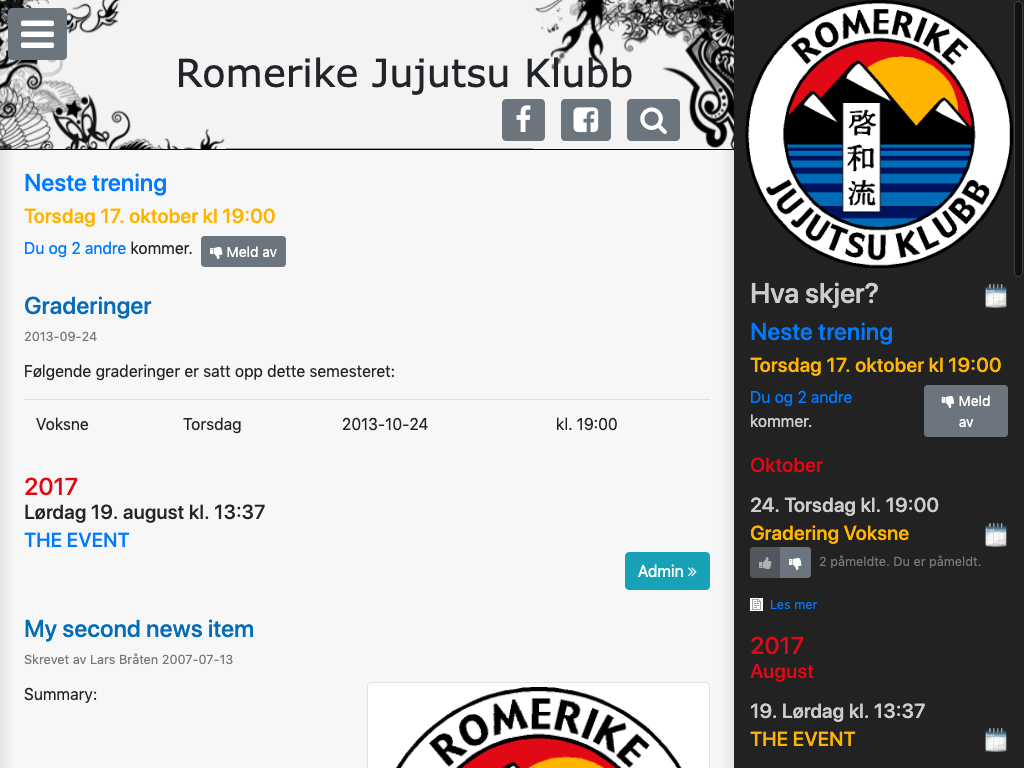 Romerike Jujutsu Klubb
Neste trening
Torsdag 17. oktober kl 19:00
Du og 2 andre kommer. Meld av
Graderinger
2013-09-24
Følgende graderinger er satt opp dette semesteret:
Voksne Torsdag 2013-10-24 kl. 19:00
2017
Lørdag 19. august kl. 13:37
THE EVENT
Admin »
My second news item
Skrevet av Lars Bråten 2007-07-13
Summary:
ROMERIKE
ROMERIKE
啓和流
JUJUTSU KLUBB
Hva skjer?
Neste trening
Torsdag 17. oktober kl 19:00
Du og 2 andre
kommer.
Meld
av
Oktober
24. Torsdag kl. 19:00
Gradering Voksne
2 påmeldte. Du er påmeldt.
Les mer
2017
August
19. Lørdag kl. 13:37
THE EVENT